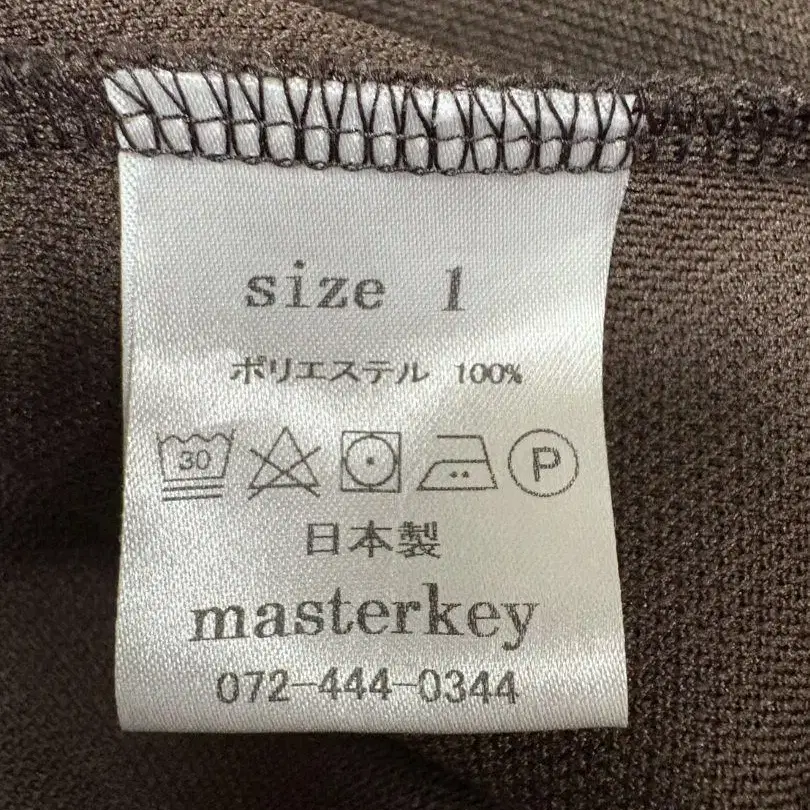 size 1
ポリエステル 100%
30 P
日本製
masterkey
072-444-0344